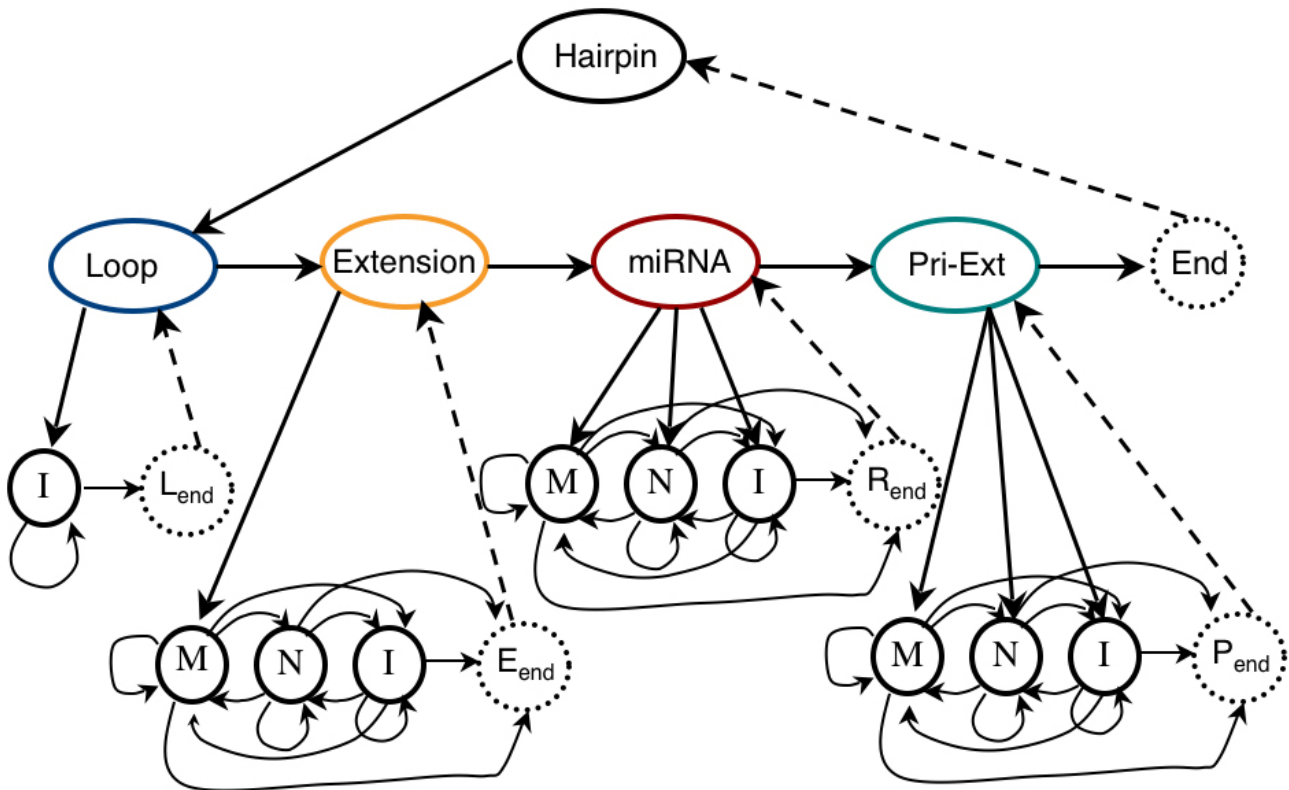 Hairpin
Loop
Extension
miRNA
Pri-Ext
End
I
Lend
M
N
I
Rend
M
N
I
Eend
M
N
I
Pend